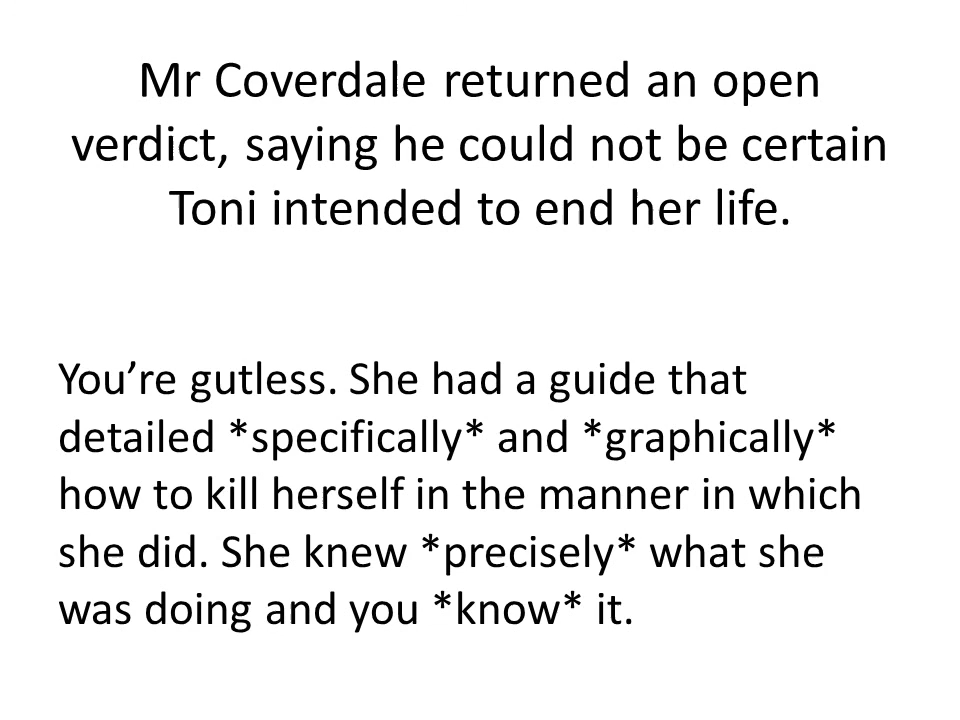 Mr Coverdale returned an open
verdict, saying he could not be certain
Toni intended to end her life.
You’re gutless. She had a guide that
detailed *specifically* and *graphically*
how to kill herself in the manner in which
she did. She knew *precisely* what she
was doing and you *know* it.